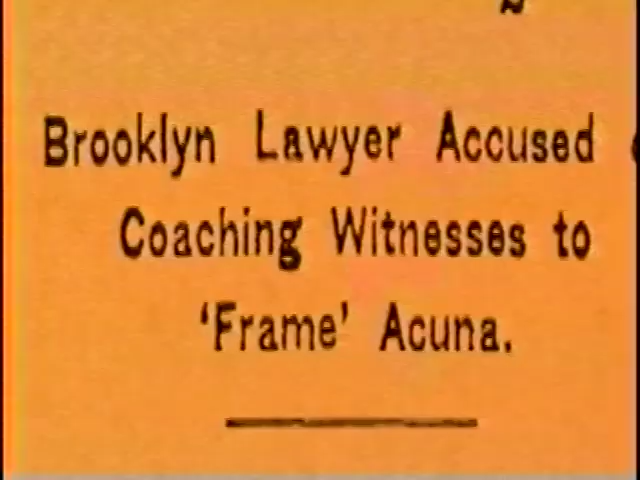 Brooklyn Lawyer Accused
Coaching Witnesses to
'Frame' Acuna.